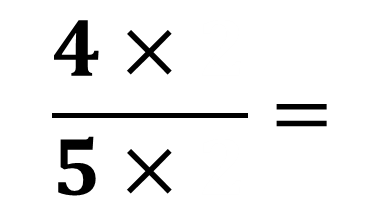 4 ×
5 × =